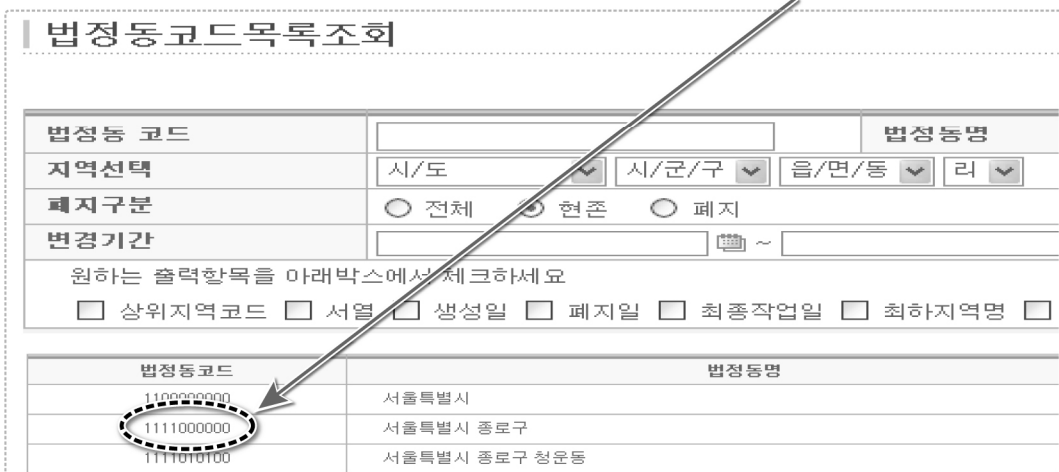 법정동코드목록조회
법정동 코드 법정동명
지역선택 시/도 시/군/구 읍/면/동 리
폐지구분 전체 현존 폐지
변경기간 ~
원하는 출력항목을 아래박스에서 체크하세요
상위지역코드 서열 생성일 폐지일 최종작업일 최하지역명
법정동코드 법정동명
1100000000 서울특별시
1111000000 서울특별시 종로구
1111010100 서울특별시 종로구 청운동